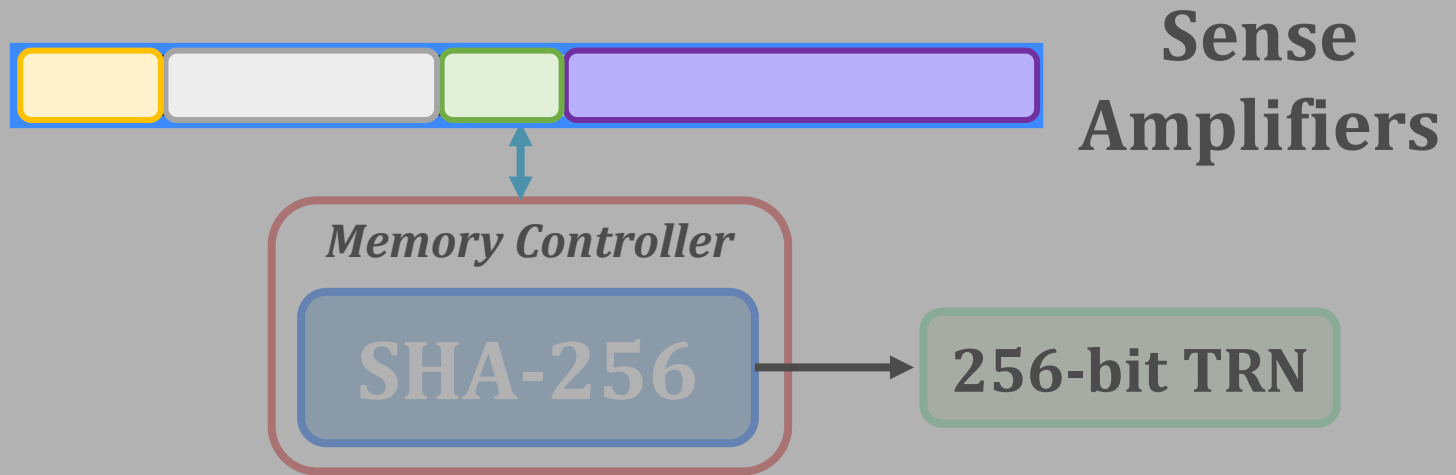 Sense
Amplifiers
Memory Controller
SHA-256
256-bit TRN